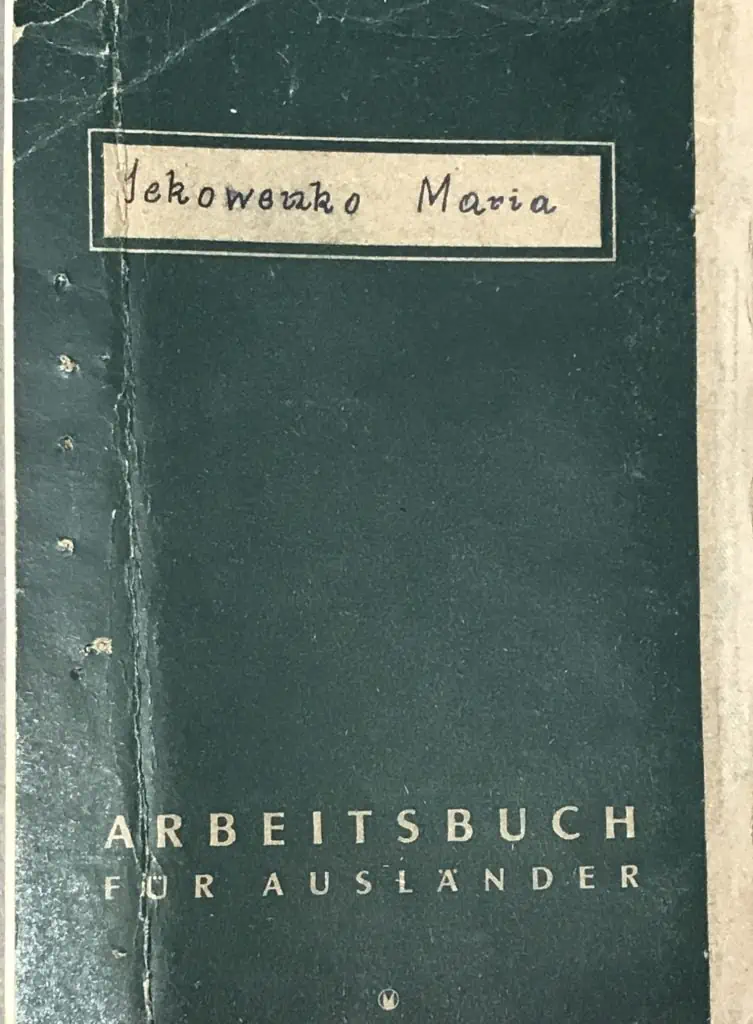 Jekowenko Maria
ARBEITSBUCH
FÜR AUSLÄNDER